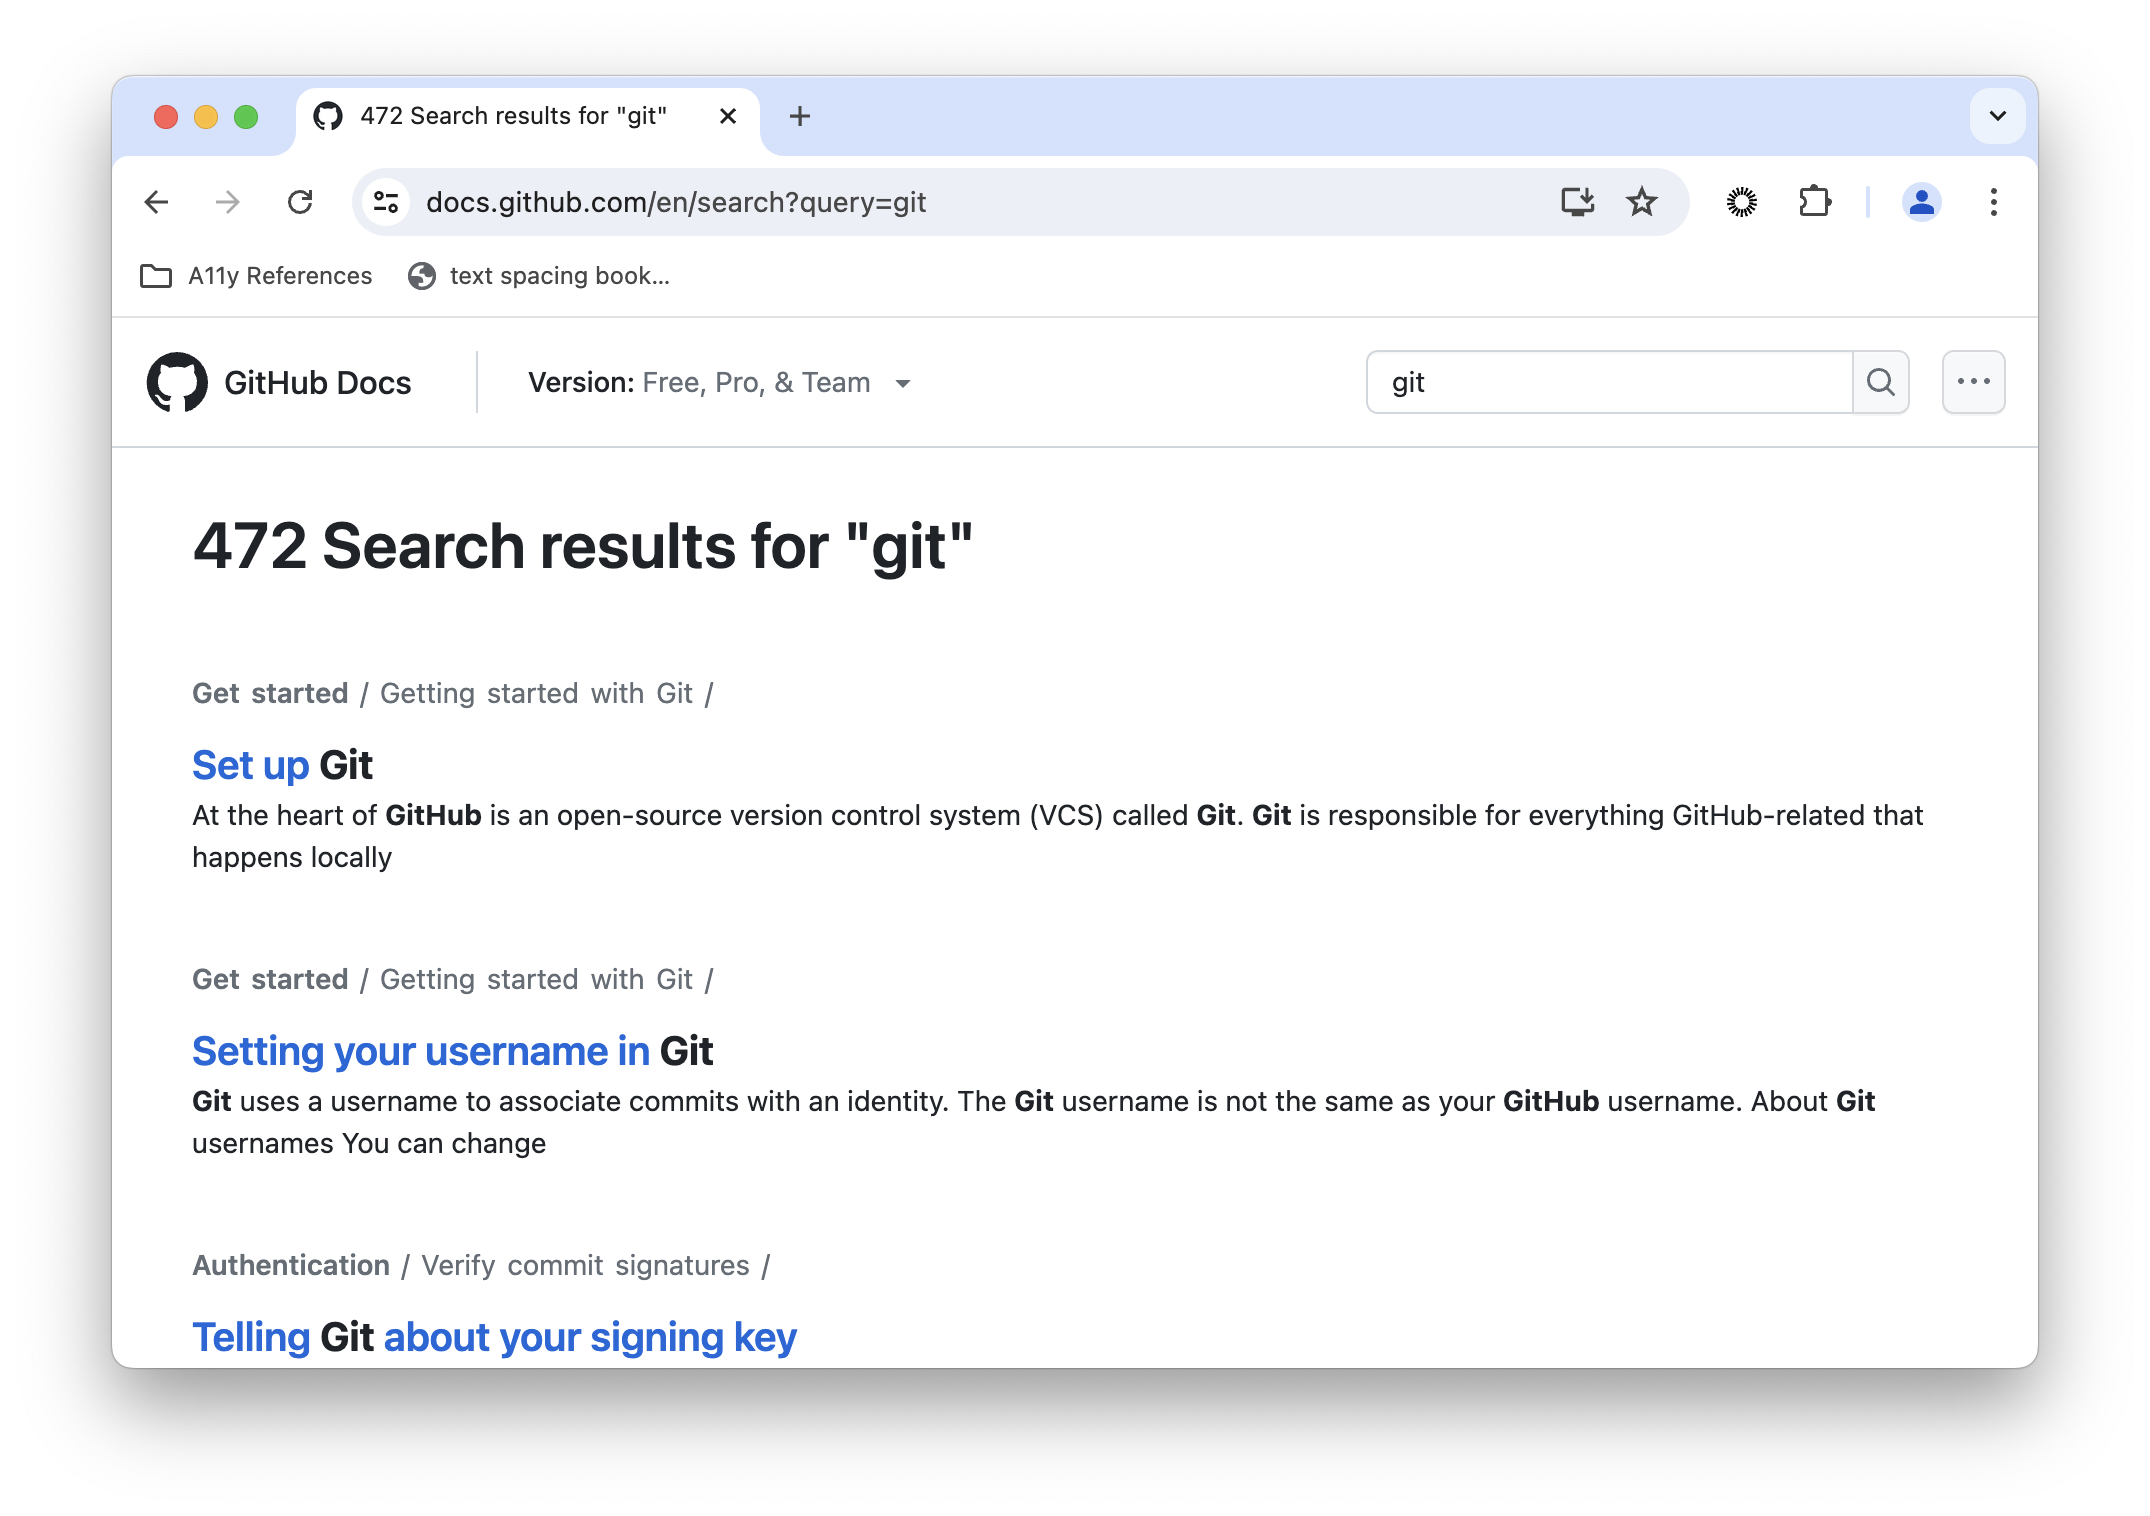 472 Search results for "git"
docs.github.com/en/search?query=git
A11y References
text spacing book...
GitHub Docs
Version: Free, Pro, & Team
git
472 Search results for "git"
Get started / Getting started with Git /
Set up Git
At the heart of GitHub is an open-source version control system (VCS) called Git. Git is responsible for everything GitHub-related that
happens locally
Get started / Getting started with Git /
Setting your username in Git
Git uses a username to associate commits with an identity. The Git username is not the same as your GitHub username. About Git
usernames You can change
Authentication / Verify commit signatures /
Telling Git about your signing key